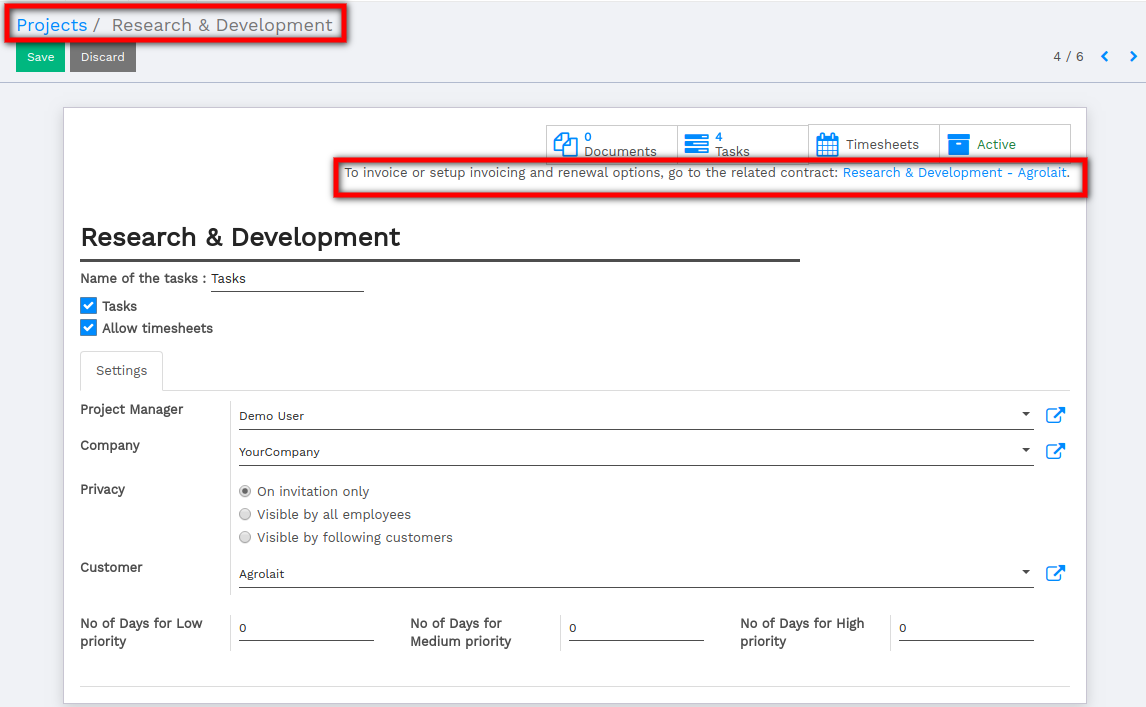 Projects / Research & Development
Save Discard
4 / 6
0 Documents
4 Tasks
Timesheets
Active
To invoice or setup invoicing and renewal options, go to the related contract: Research & Development - Agrolait.
Research & Development
Name of the tasks : Tasks
Tasks
Allow timesheets
Settings
Project Manager Demo User
Company YourCompany
Privacy On invitation only
Visible by all employees
Visible by following customers
Customer Agrolait
No of Days for Low priority 0
No of Days for Medium priority 0
No of Days for High priority 0